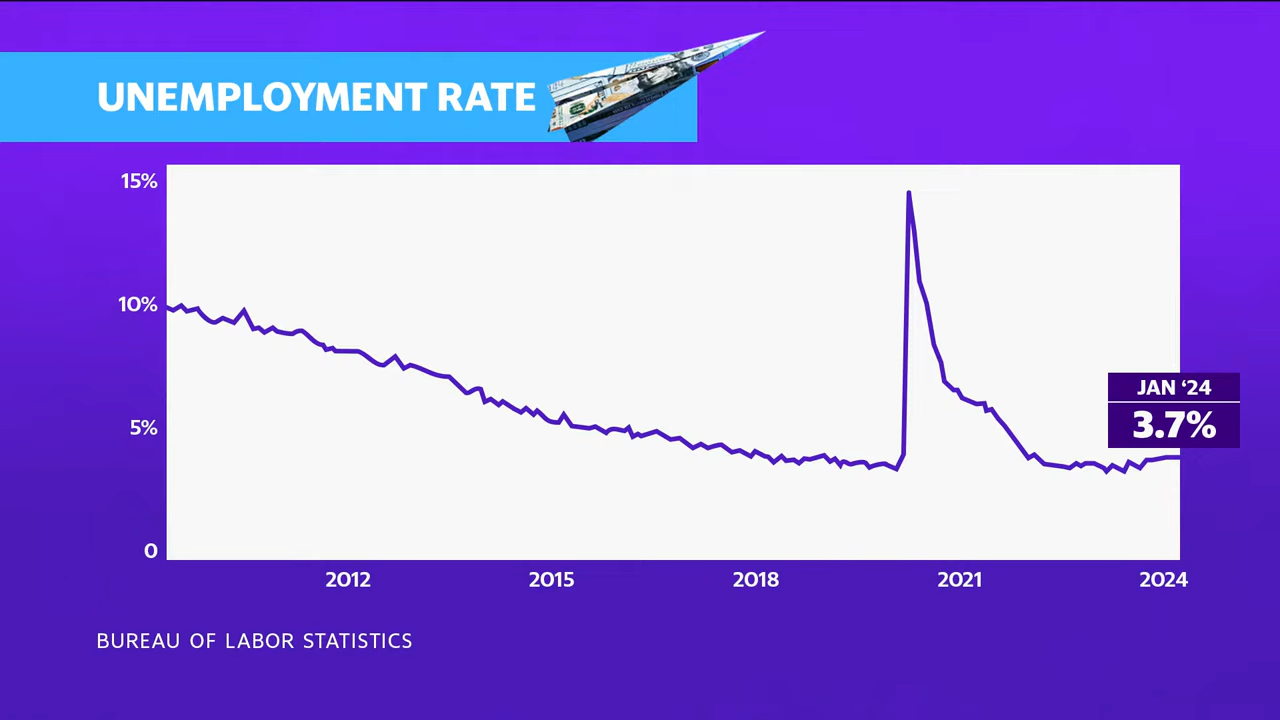 UNEMPLOYMENT RATE
15%
10%
5%
0
JAN ‘24
3.7%
2012 2015 2018 2021 2024
BUREAU OF LABOR STATISTICS